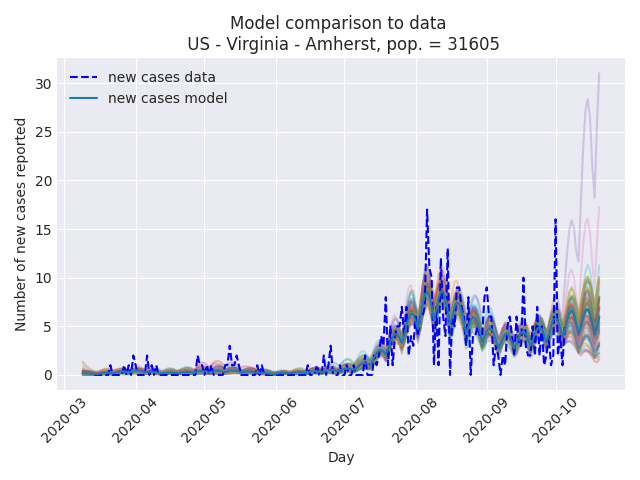 Model comparison to data
US - Virginia - Amherst, pop. = 31605
new cases data
new cases model
Number of new cases reported
30
25
20
15
10
5
0
2020-03
2020-04
2020-05
2020-06
2020-07
2020-08
2020-09
2020-10
Day